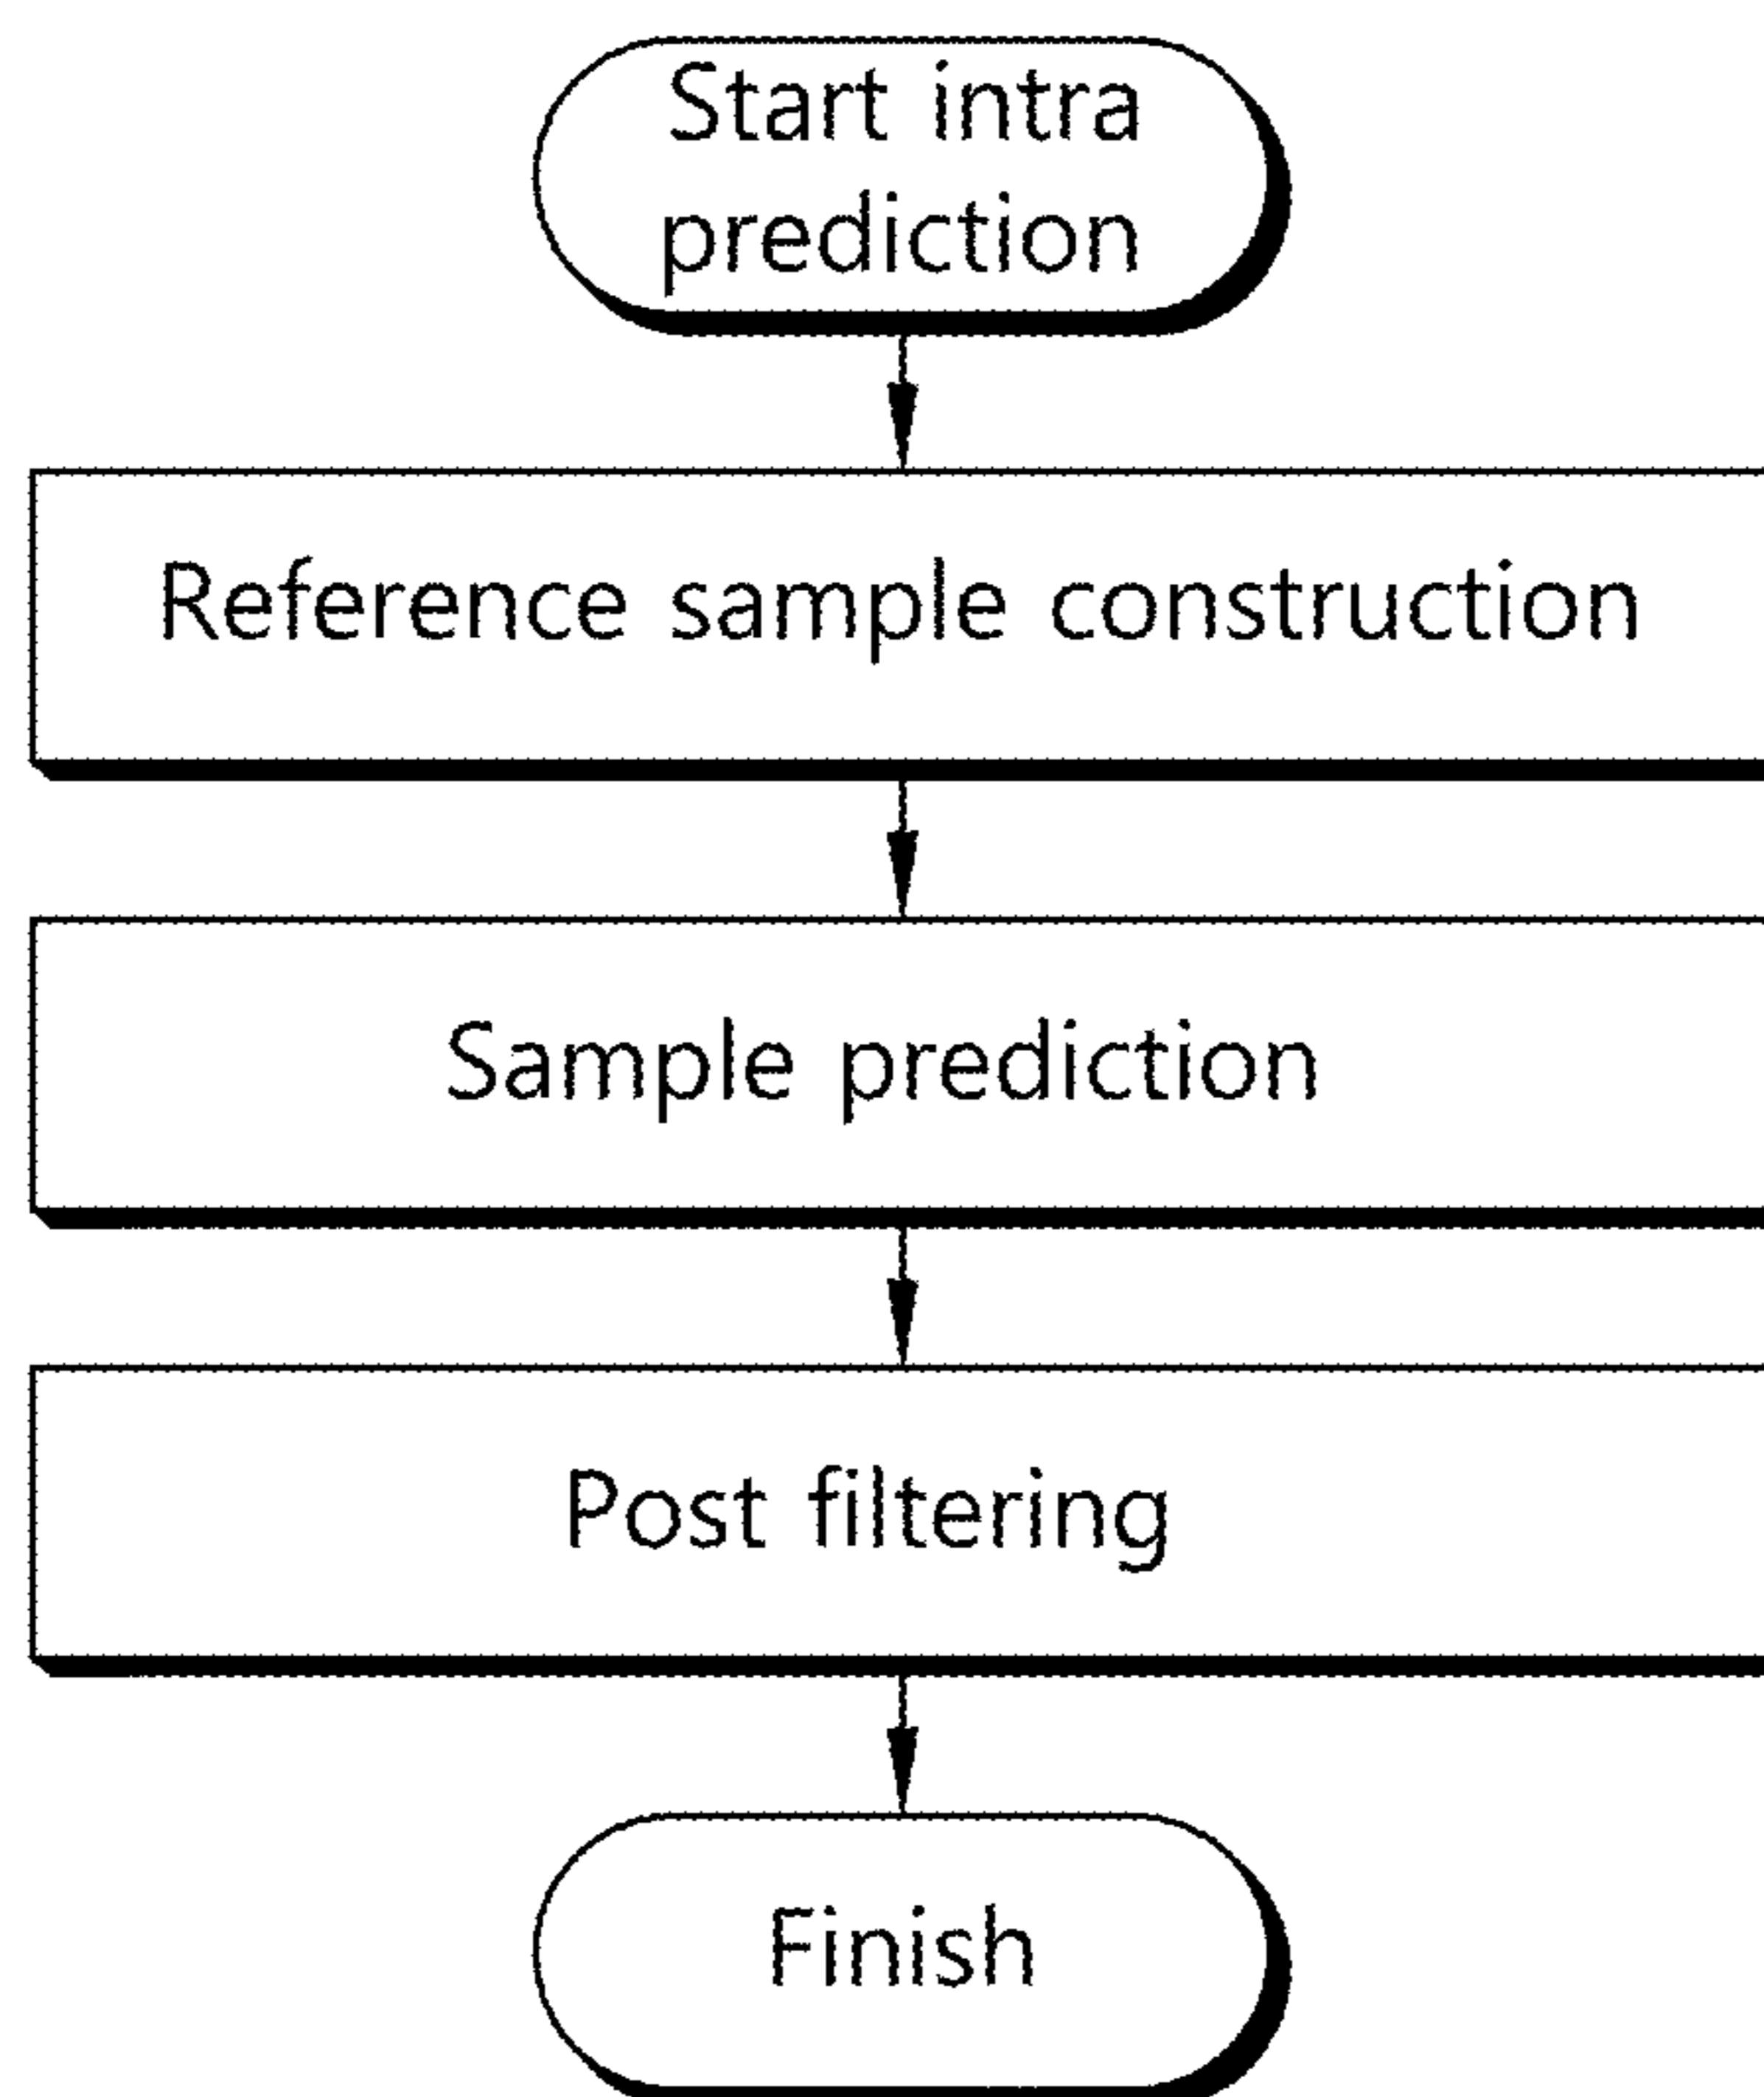 Start intra
prediction
Reference sample construction
Sample prediction
Post filtering
Finish